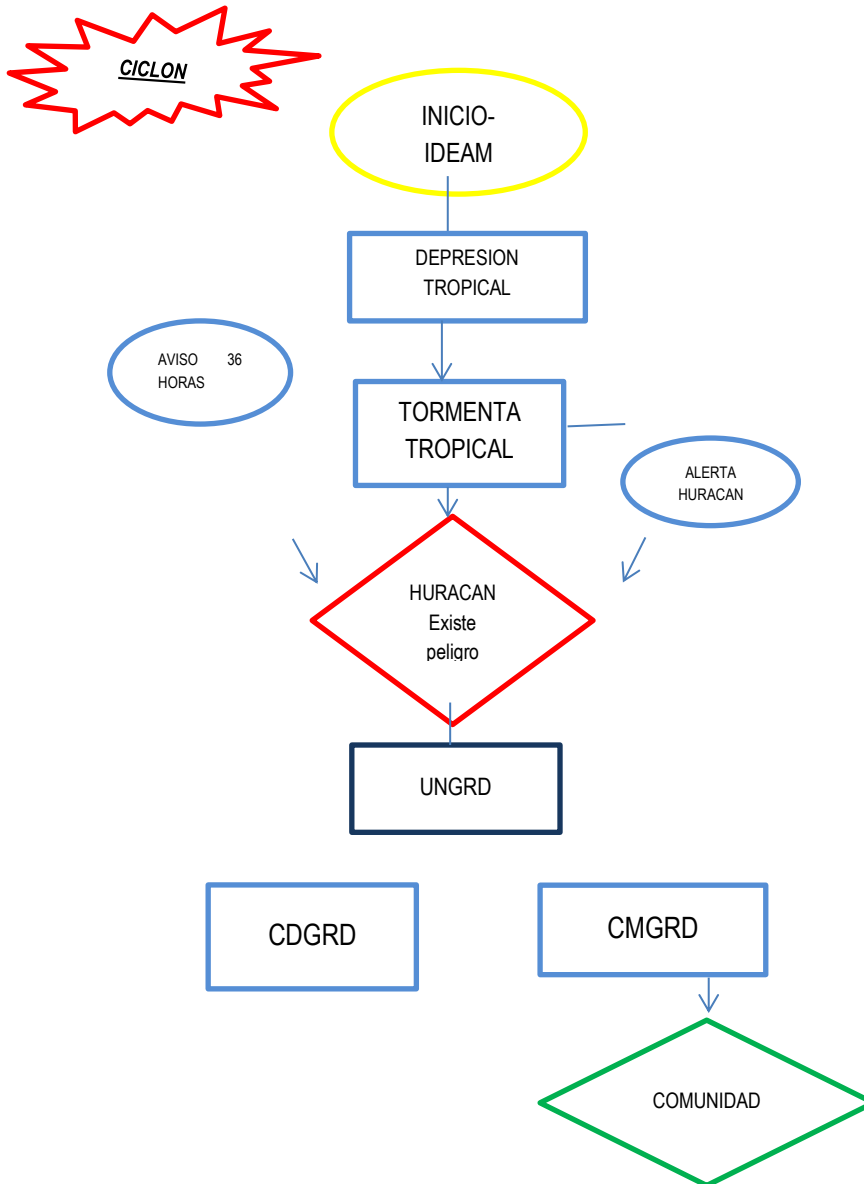 CICLON
INICIO-
IDEAM
DEPRESION
TROPICAL
AVISO 36
HORAS
TORMENTA
TROPICAL
ALERTA
HURACAN
HURACAN
Existe
peligro
UNGRD
CDGRD
CMGRD
COMUNIDAD